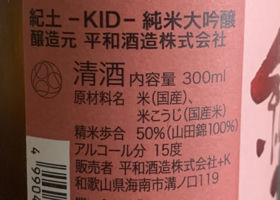 紀土 -KID- 純米大吟醸
醸造元 平和酒造株式会社
清酒 内容量 300ml
原材料名 米(国産)、
米こうじ(国産米)
精米歩合 50%(山田錦100%)
アルコール分 15度
販売者 平和酒造株式会社+K
和歌山県海南市溝ノ口119
4990